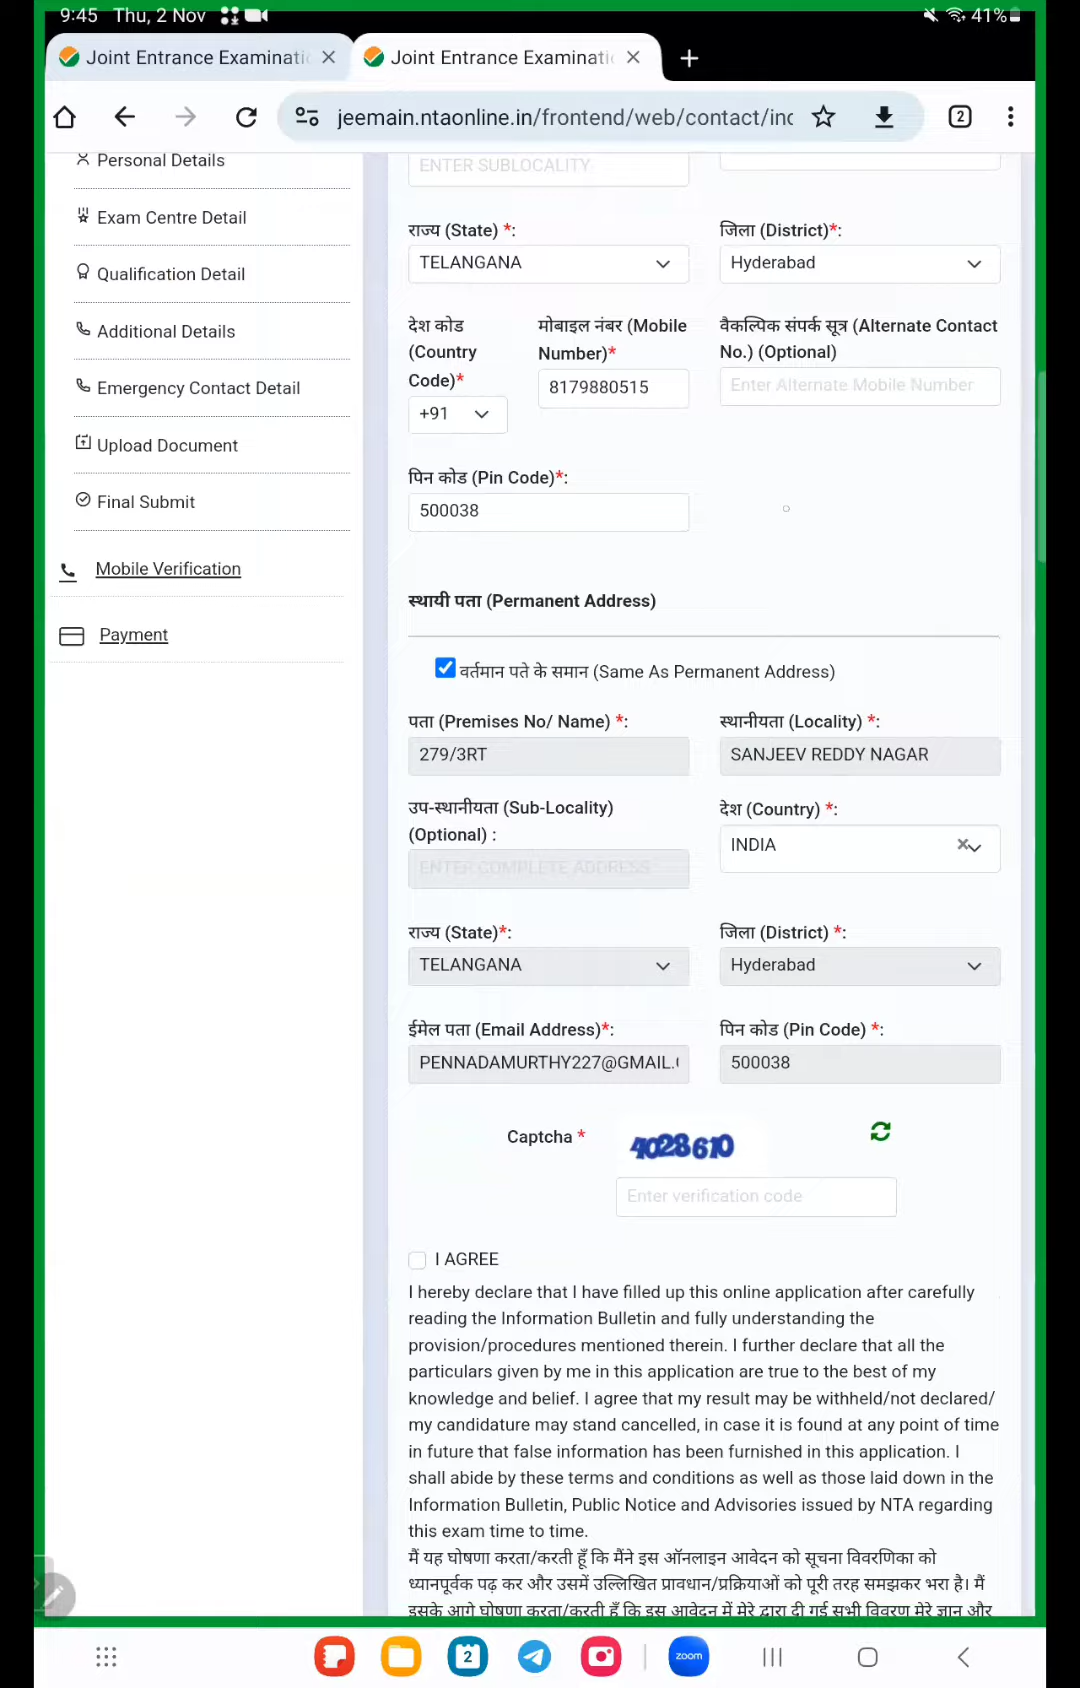 9:45 Thu, 2 Nov 41%
Joint Entrance Examinati
Joint Entrance Examinati
jeemain.ntaonline.in/frontend/web/contact/inc
2
Personal Details
Exam Centre Detail
Qualification Detail
Additional Details
Emergency Contact Detail
Upload Document
Final Submit
Mobile Verification
Payment
ENTER SUBLOCALITY
राज्य (State) *:
TELANGANA
जिला (District)*:
Hyderabad
देश कोड
(Country
Code)*
+91
मोबाइल नंबर (Mobile
Number)*
8179880515
वैकल्पिक संपर्क सूत्र (Alternate Contact
No.) (Optional)
Enter Alternate Mobile Number
पिन कोड (Pin Code)*:
500038
स्थायी पता (Permanent Address)
वर्तमान पते के समान (Same As Permanent Address)
पता (Premises No/ Name) *:
279/3RT
स्थानीयता (Locality) *:
SANJEEV REDDY NAGAR
उप-स्थानीयता (Sub-Locality)
(Optional) :
ENTER COMPLETE ADDRESS
देश (Country) *:
INDIA
राज्य (State)*:
TELANGANA
जिला (District) *:
Hyderabad
ईमेल पता (Email Address)*:
PENNADAMURTHY227@GMAIL.
पिन कोड (Pin Code) *:
500038
Captcha *
4028610
Enter verification code
I AGREE
I hereby declare that I have filled up this online application after carefully
reading the Information Bulletin and fully understanding the
provision/procedures mentioned therein. I further declare that all the
particulars given by me in this application are true to the best of my
knowledge and belief. I agree that my result may be withheld/not declared/
my candidature may stand cancelled, in case it is found at any point of time
in future that false information has been furnished in this application. I
shall abide by these terms and conditions as well as those laid down in the
Information Bulletin, Public Notice and Advisories issued by NTA regarding
this exam time to time.
मैं यह घोषणा करता/करती हूँ कि मैंने इस ऑनलाइन आवेदन को सूचना विवरणिका को
ध्यानपूर्वक पढ़ कर और उसमें उल्लिखित प्रावधान/प्रक्रियाओं को पूरी तरह समझकर भरा है। मैं
इसके आगे घोषणा करता/करती हूँ कि इस आवेदन में मेरे द्वारा दी गई सभी विवरण मेरे ज्ञान और
2
zoom